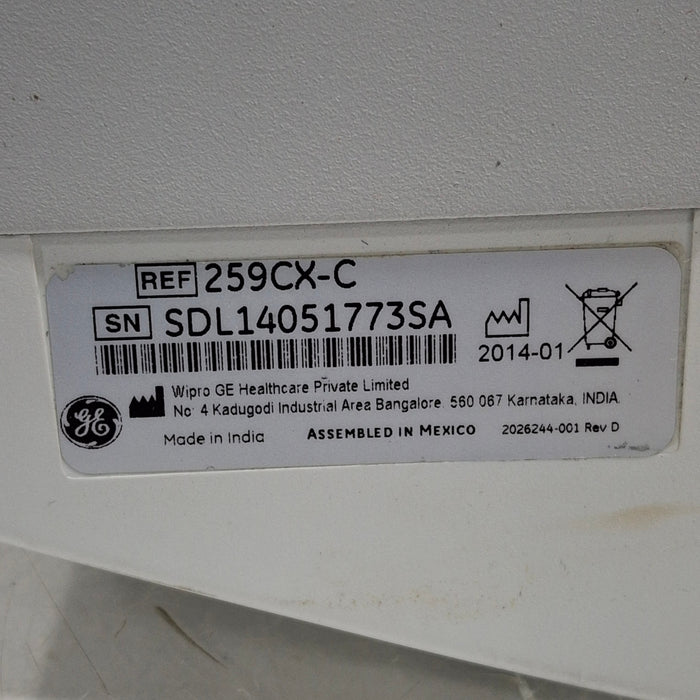 REF 259CX-C
SN SDL14051773SA
2014-01
Wipro GE Healthcare Private Limited
No: 4 Kadugodi Industrial Area Bangalore. 560 067 Karnataka, INDIA.
GE
Made in India ASSEMBLED IN MEXICO 2026244-001 Rev D